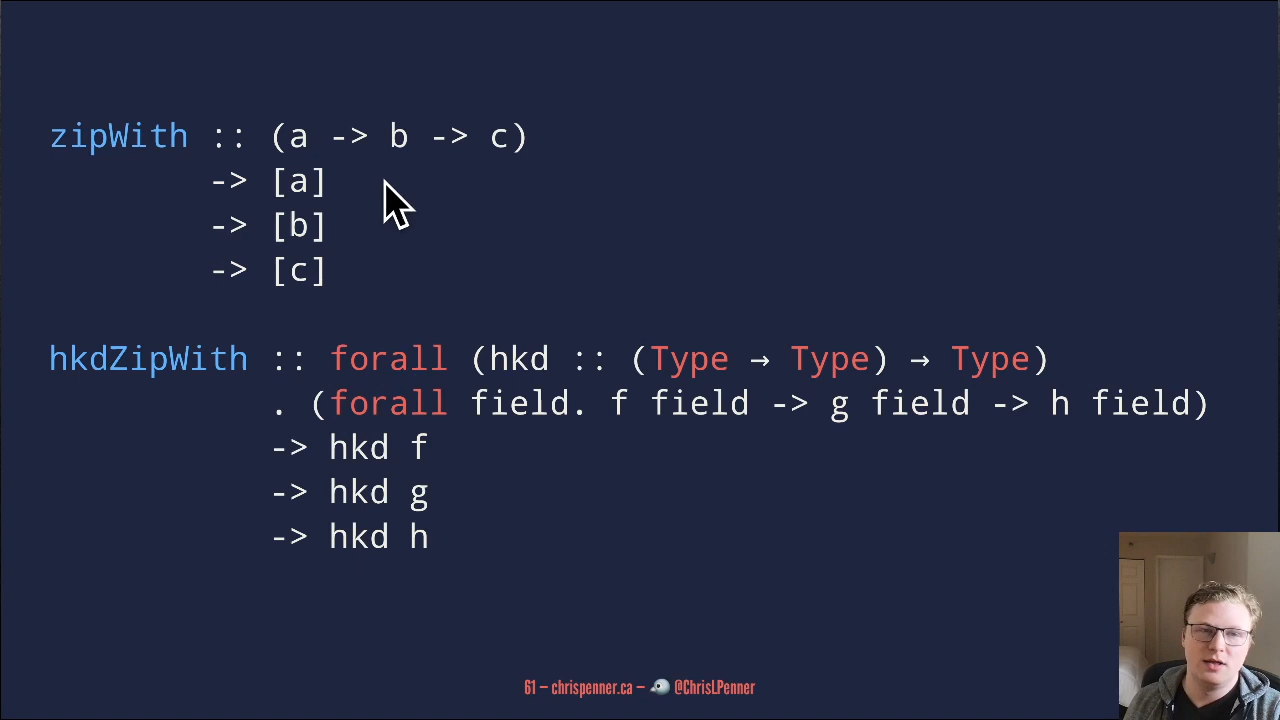 zipWith :: (a -> b -> c)
-> [a]
-> [b]
-> [c]
hkdZipWith :: forall (hkd :: (Type → Type) → Type)
. (forall field. f field -> g field -> h field)
-> hkd f
-> hkd g
-> hkd h
61 – chrispenner.ca – @ChrisLPenner